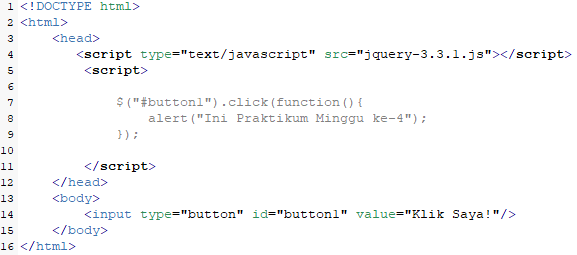 1 <!DOCTYPE html>
2 <html>
3 <head>
4 <script type="text/javascript" src="jquery-3.3.1.js"></script>
5 <script>
6
7 $("#button1").click(function(){
8 alert("Ini Praktikum Minggu ke-4");
9 });
10
11 </script>
12 </head>
13 <body>
14 <input type="button" id="button1" value="Klik Saya!"/>
15 </body>
16 </html>